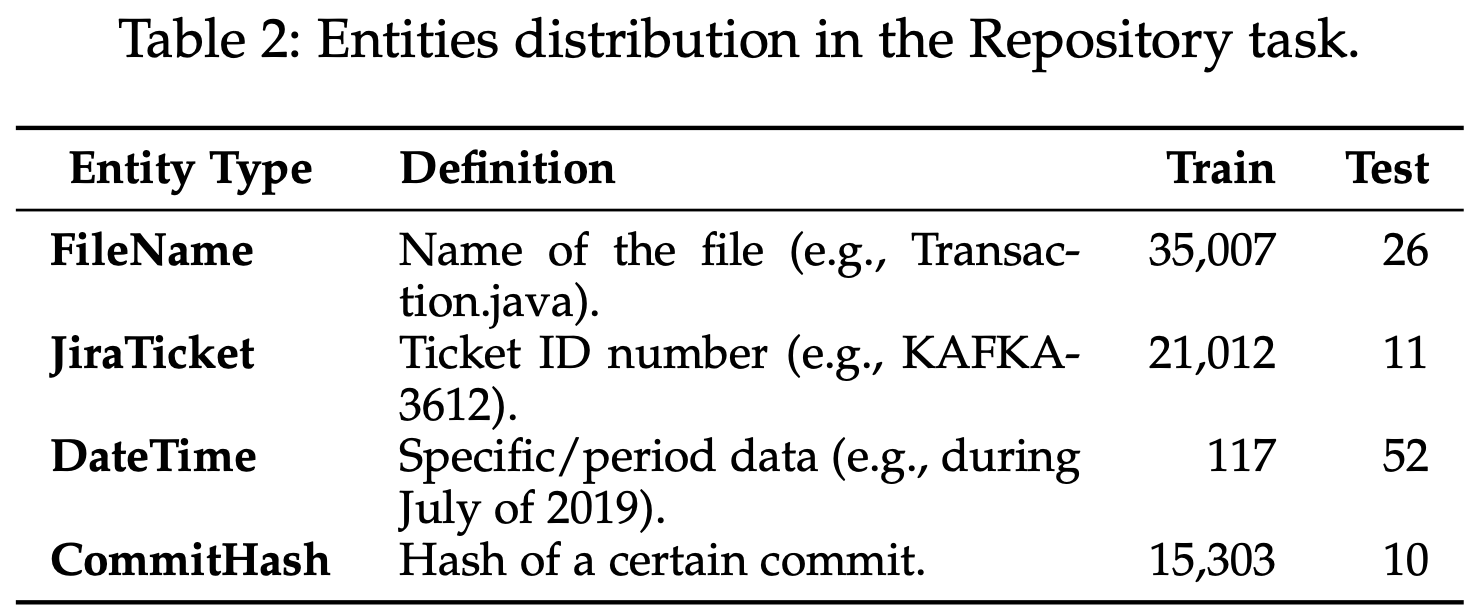 Table 2: Entities distribution in the Repository task.
Entity Type Definition Train Test
FileName Name of the file (e.g., Transac- 35,007 26
tion.java).
JiraTicket Ticket ID number (e.g., KAFKA- 21,012 11
3612).
DateTime Specific/period data (e.g., during 117 52
July of 2019).
CommitHash Hash of a certain commit. 15,303 10